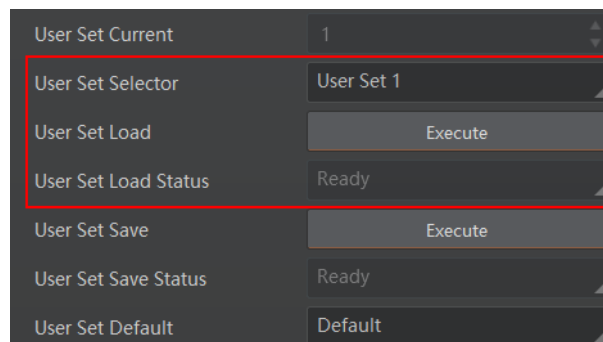 User Set Current 1
User Set Selector User Set 1
User Set Load Execute
User Set Load Status Ready
User Set Save Execute
User Set Save Status Ready
User Set Default Default